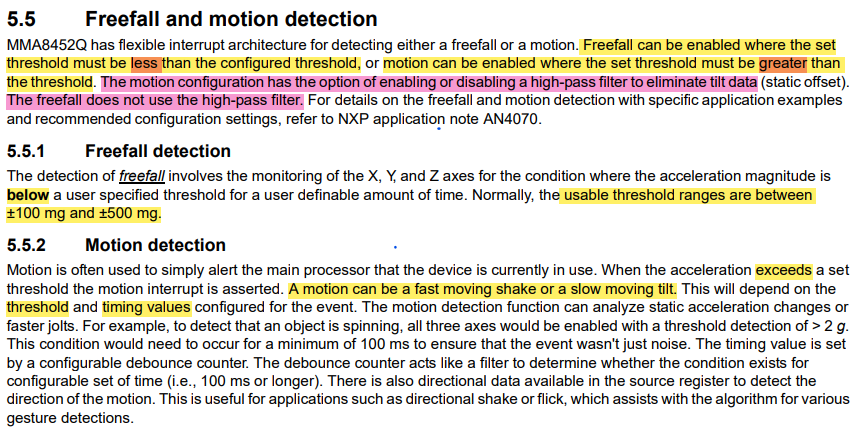 5.5 Freefall and motion detection
MMA8452Q has flexible interrupt architecture for detecting either a freefall or a motion. Freefall can be enabled where the set
threshold must be less than the configured threshold, or motion can be enabled where the set threshold must be greater than
the threshold. The motion configuration has the option of enabling or disabling a high-pass filter to eliminate tilt data (static offset).
The freefall does not use the high-pass filter. For details on the freefall and motion detection with specific application examples
and recommended configuration settings, refer to NXP application note AN4070.
5.5.1 Freefall detection
The detection of freefall involves the monitoring of the X, Y, and Z axes for the condition where the acceleration magnitude is
below a user specified threshold for a user definable amount of time. Normally, the usable threshold ranges are between
±100 mg and ±500 mg.
5.5.2 Motion detection
Motion is often used to simply alert the main processor that the device is currently in use. When the acceleration exceeds a set
threshold the motion interrupt is asserted. A motion can be a fast moving shake or a slow moving tilt. This will depend on the
threshold and timing values configured for the event. The motion detection function can analyze static acceleration changes or
faster jolts. For example, to detect that an object is spinning, all three axes would be enabled with a threshold detection of > 2 g.
This condition would need to occur for a minimum of 100 ms to ensure that the event wasn't just noise. The timing value is set
by a configurable debounce counter. The debounce counter acts like a filter to determine whether the condition exists for
configurable set of time (i.e., 100 ms or longer). There is also directional data available in the source register to detect the
direction of the motion. This is useful for applications such as directional shake or flick, which assists with the algorithm for various
gesture detections.